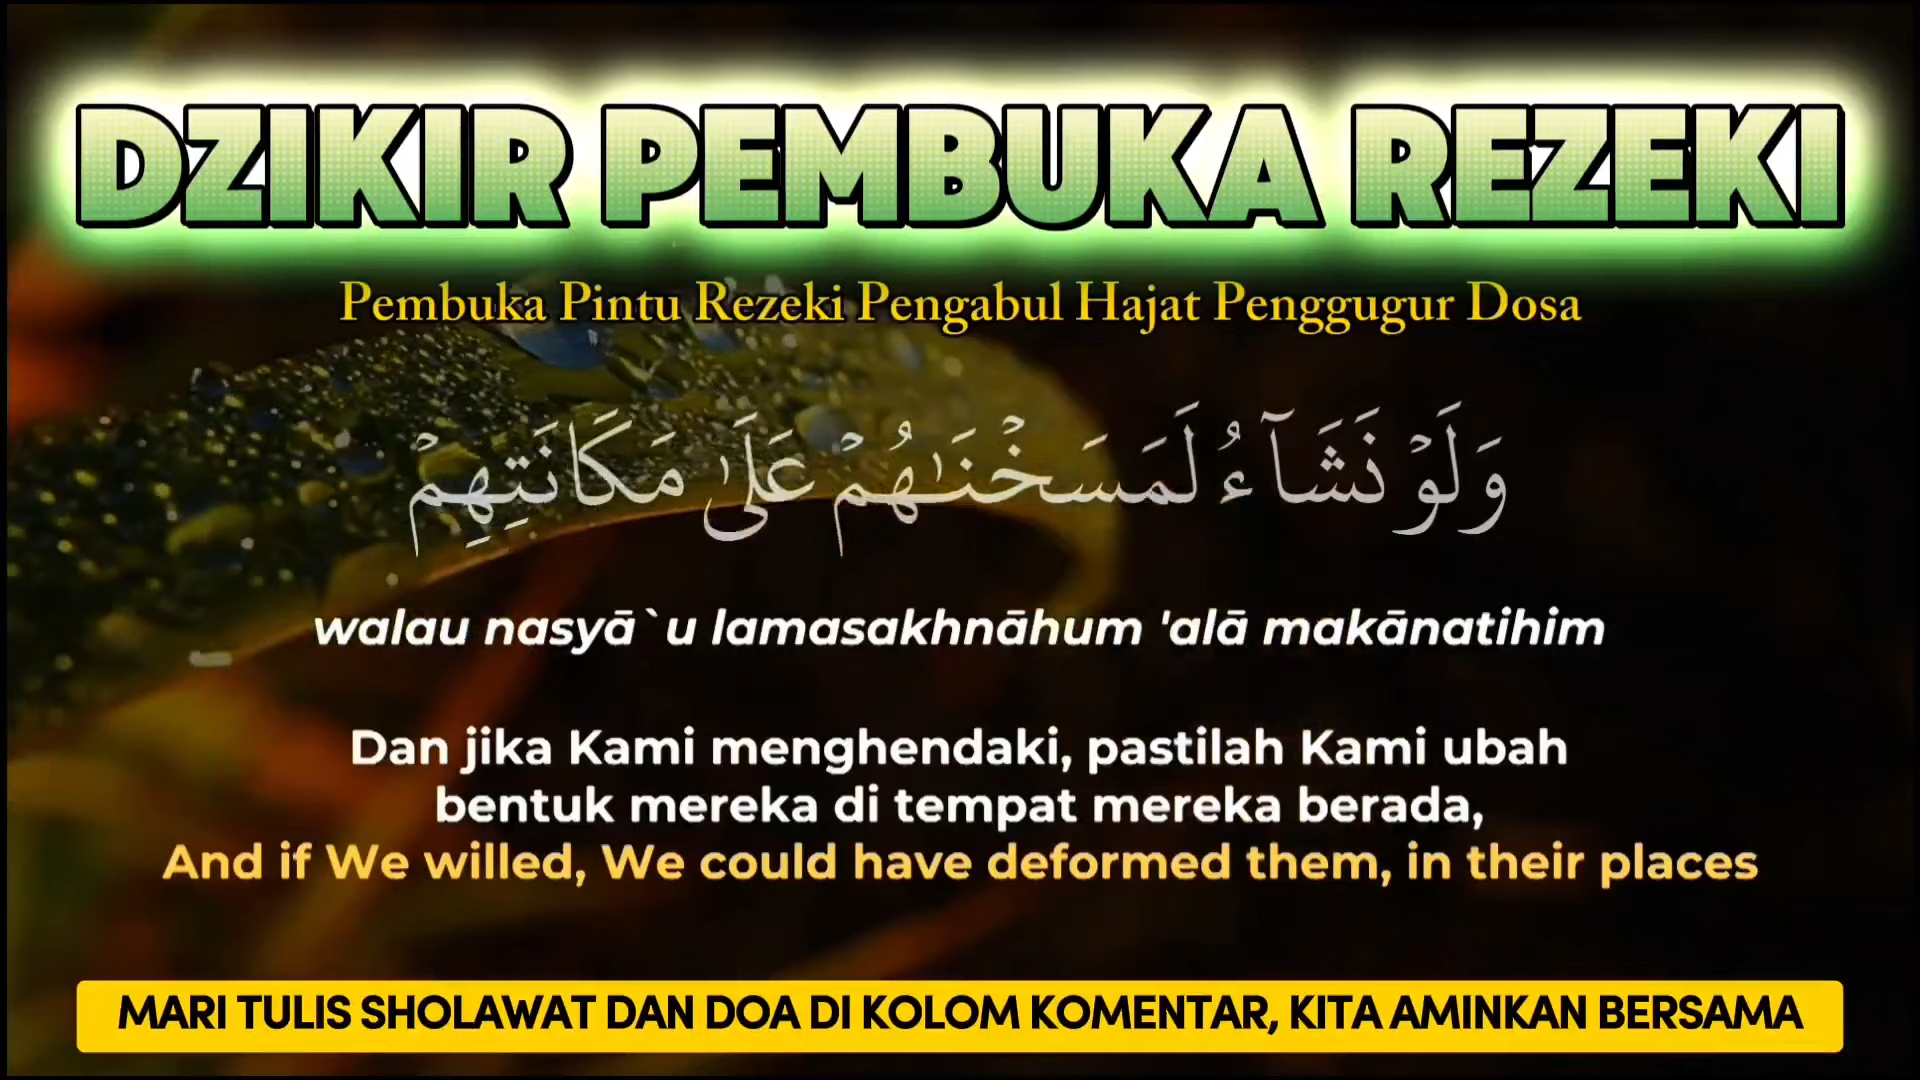 DZIKIR PEMBUKA REZEKI
Pembuka Pintu Rezeki Pengabul Hajat Penggugur Dosa
وَلَوْ نَشَآءُ لَمَسَخْنَٰهُمْ عَلَىٰ مَكَانَتِهِمْ
walau nasyā`u lamasakhnāhum 'alā makānatihim
Dan jika Kami menghendaki, pastilah Kami ubah
bentuk mereka di tempat mereka berada,
And if We willed, We could have deformed them, in their places
MARI TULIS SHOLAWAT DAN DOA DI KOLOM KOMENTAR, KITA AMINKAN BERSAMA